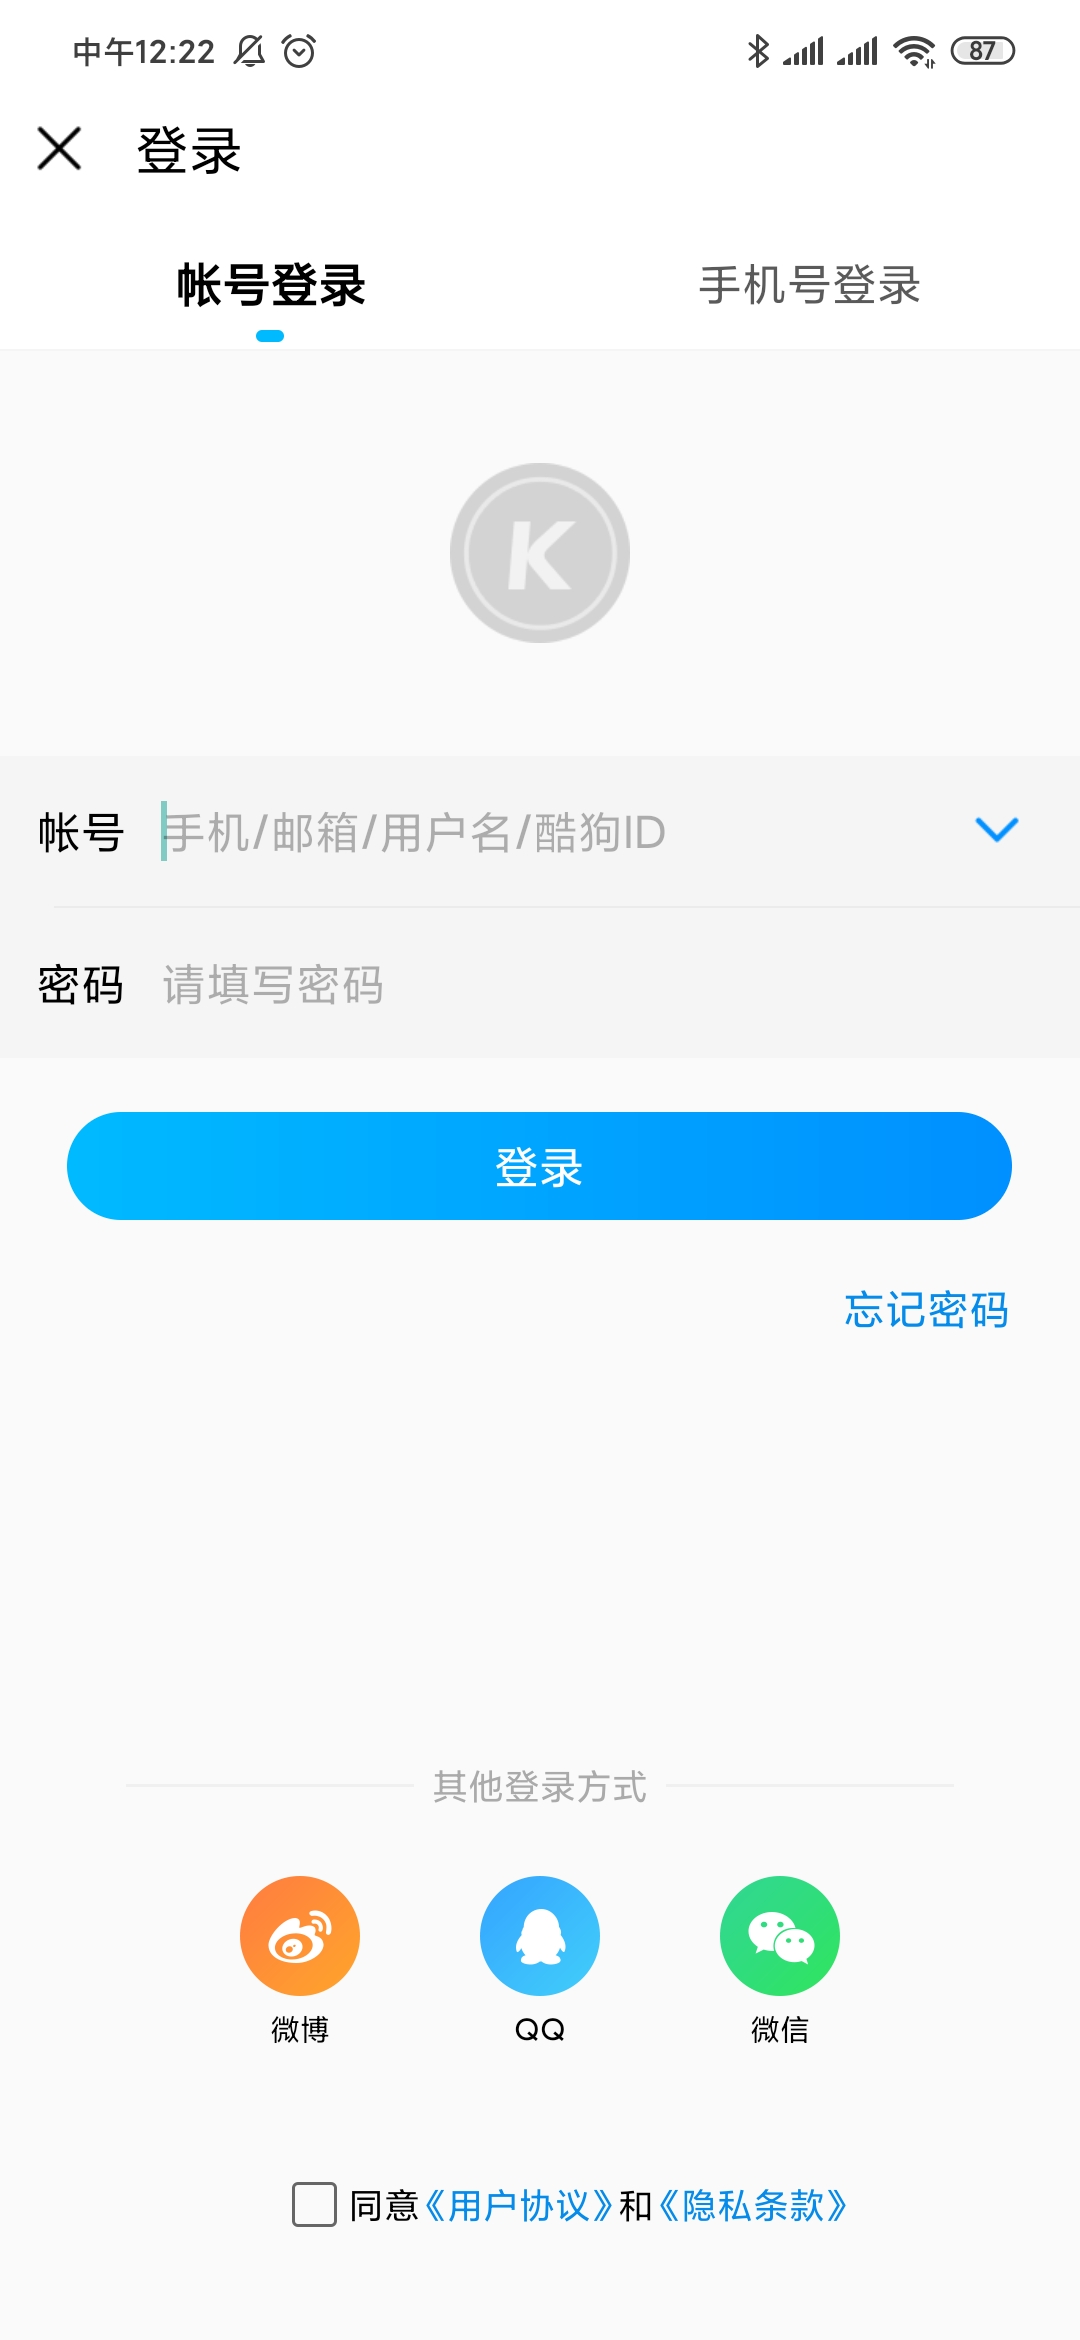 中午12:22 87
登录
帐号登录 手机号登录
K
帐号 手机/邮箱/用户名/酷狗ID
密码 请填写密码
登录
忘记密码
其他登录方式
微博 QQ 微信
同意《用户协议》和《隐私条款》